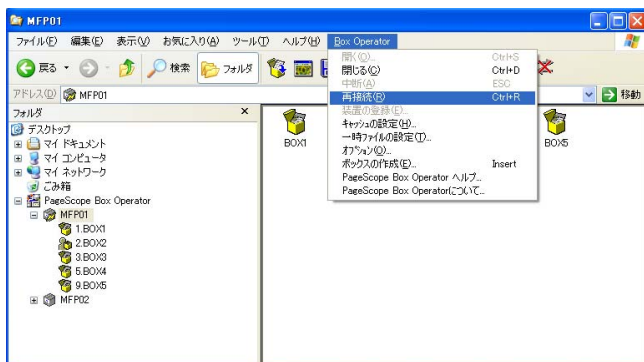 MFP01
ファイル(F) 編集(E) 表示(V) お気に入り(A) ツール(T) ヘルプ(H) Box Operator
戻る 検索 フォルダ
アドレス(D) MFP01 移動
フォルダ ×
デスクトップ
マイ ドキュメント
マイ コンピュータ
マイ ネットワーク
ごみ箱
PageScope Box Operator
MFP01
1.BOX1
2.BOX2
3.BOX3
5.BOX4
9.BOX5
MFP02
開く(O)... Ctrl+S
閉じる(C) Ctrl+D
中断(A) ESC
再接続(R) Ctrl+R
装置の登録(E)...
キャッシュの設定(H)...
一時ファイルの設定(T)...
オプション(O)...
ボックスの作成(E)... Insert
PageScope Box Operator ヘルプ...
PageScope Box Operatorについて...
BOX1
BOX5